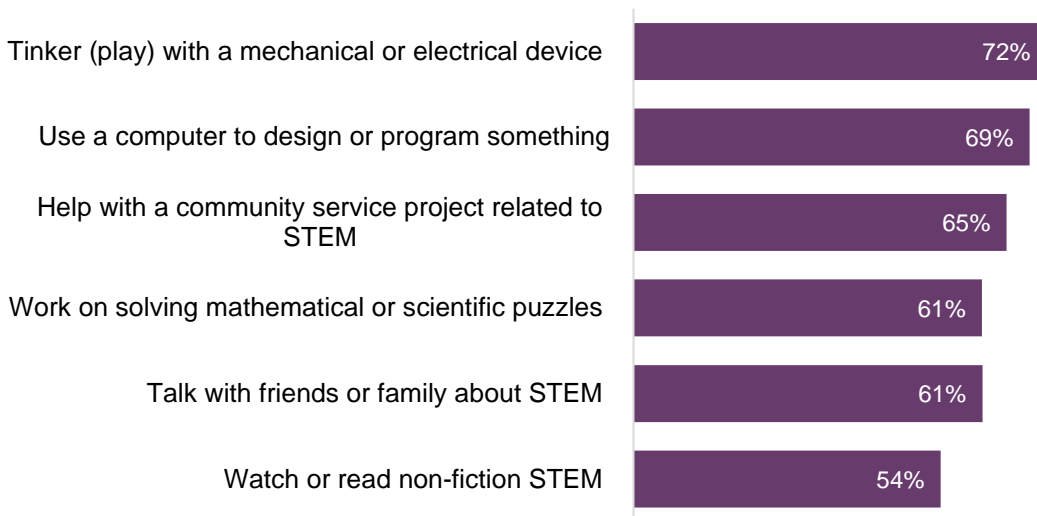 Tinker (play) with a mechanical or electrical device
72%
Use a computer to design or program something
69%
Help with a community service project related to
STEM
65%
Work on solving mathematical or scientific puzzles
61%
Talk with friends or family about STEM
61%
Watch or read non-fiction STEM
54%